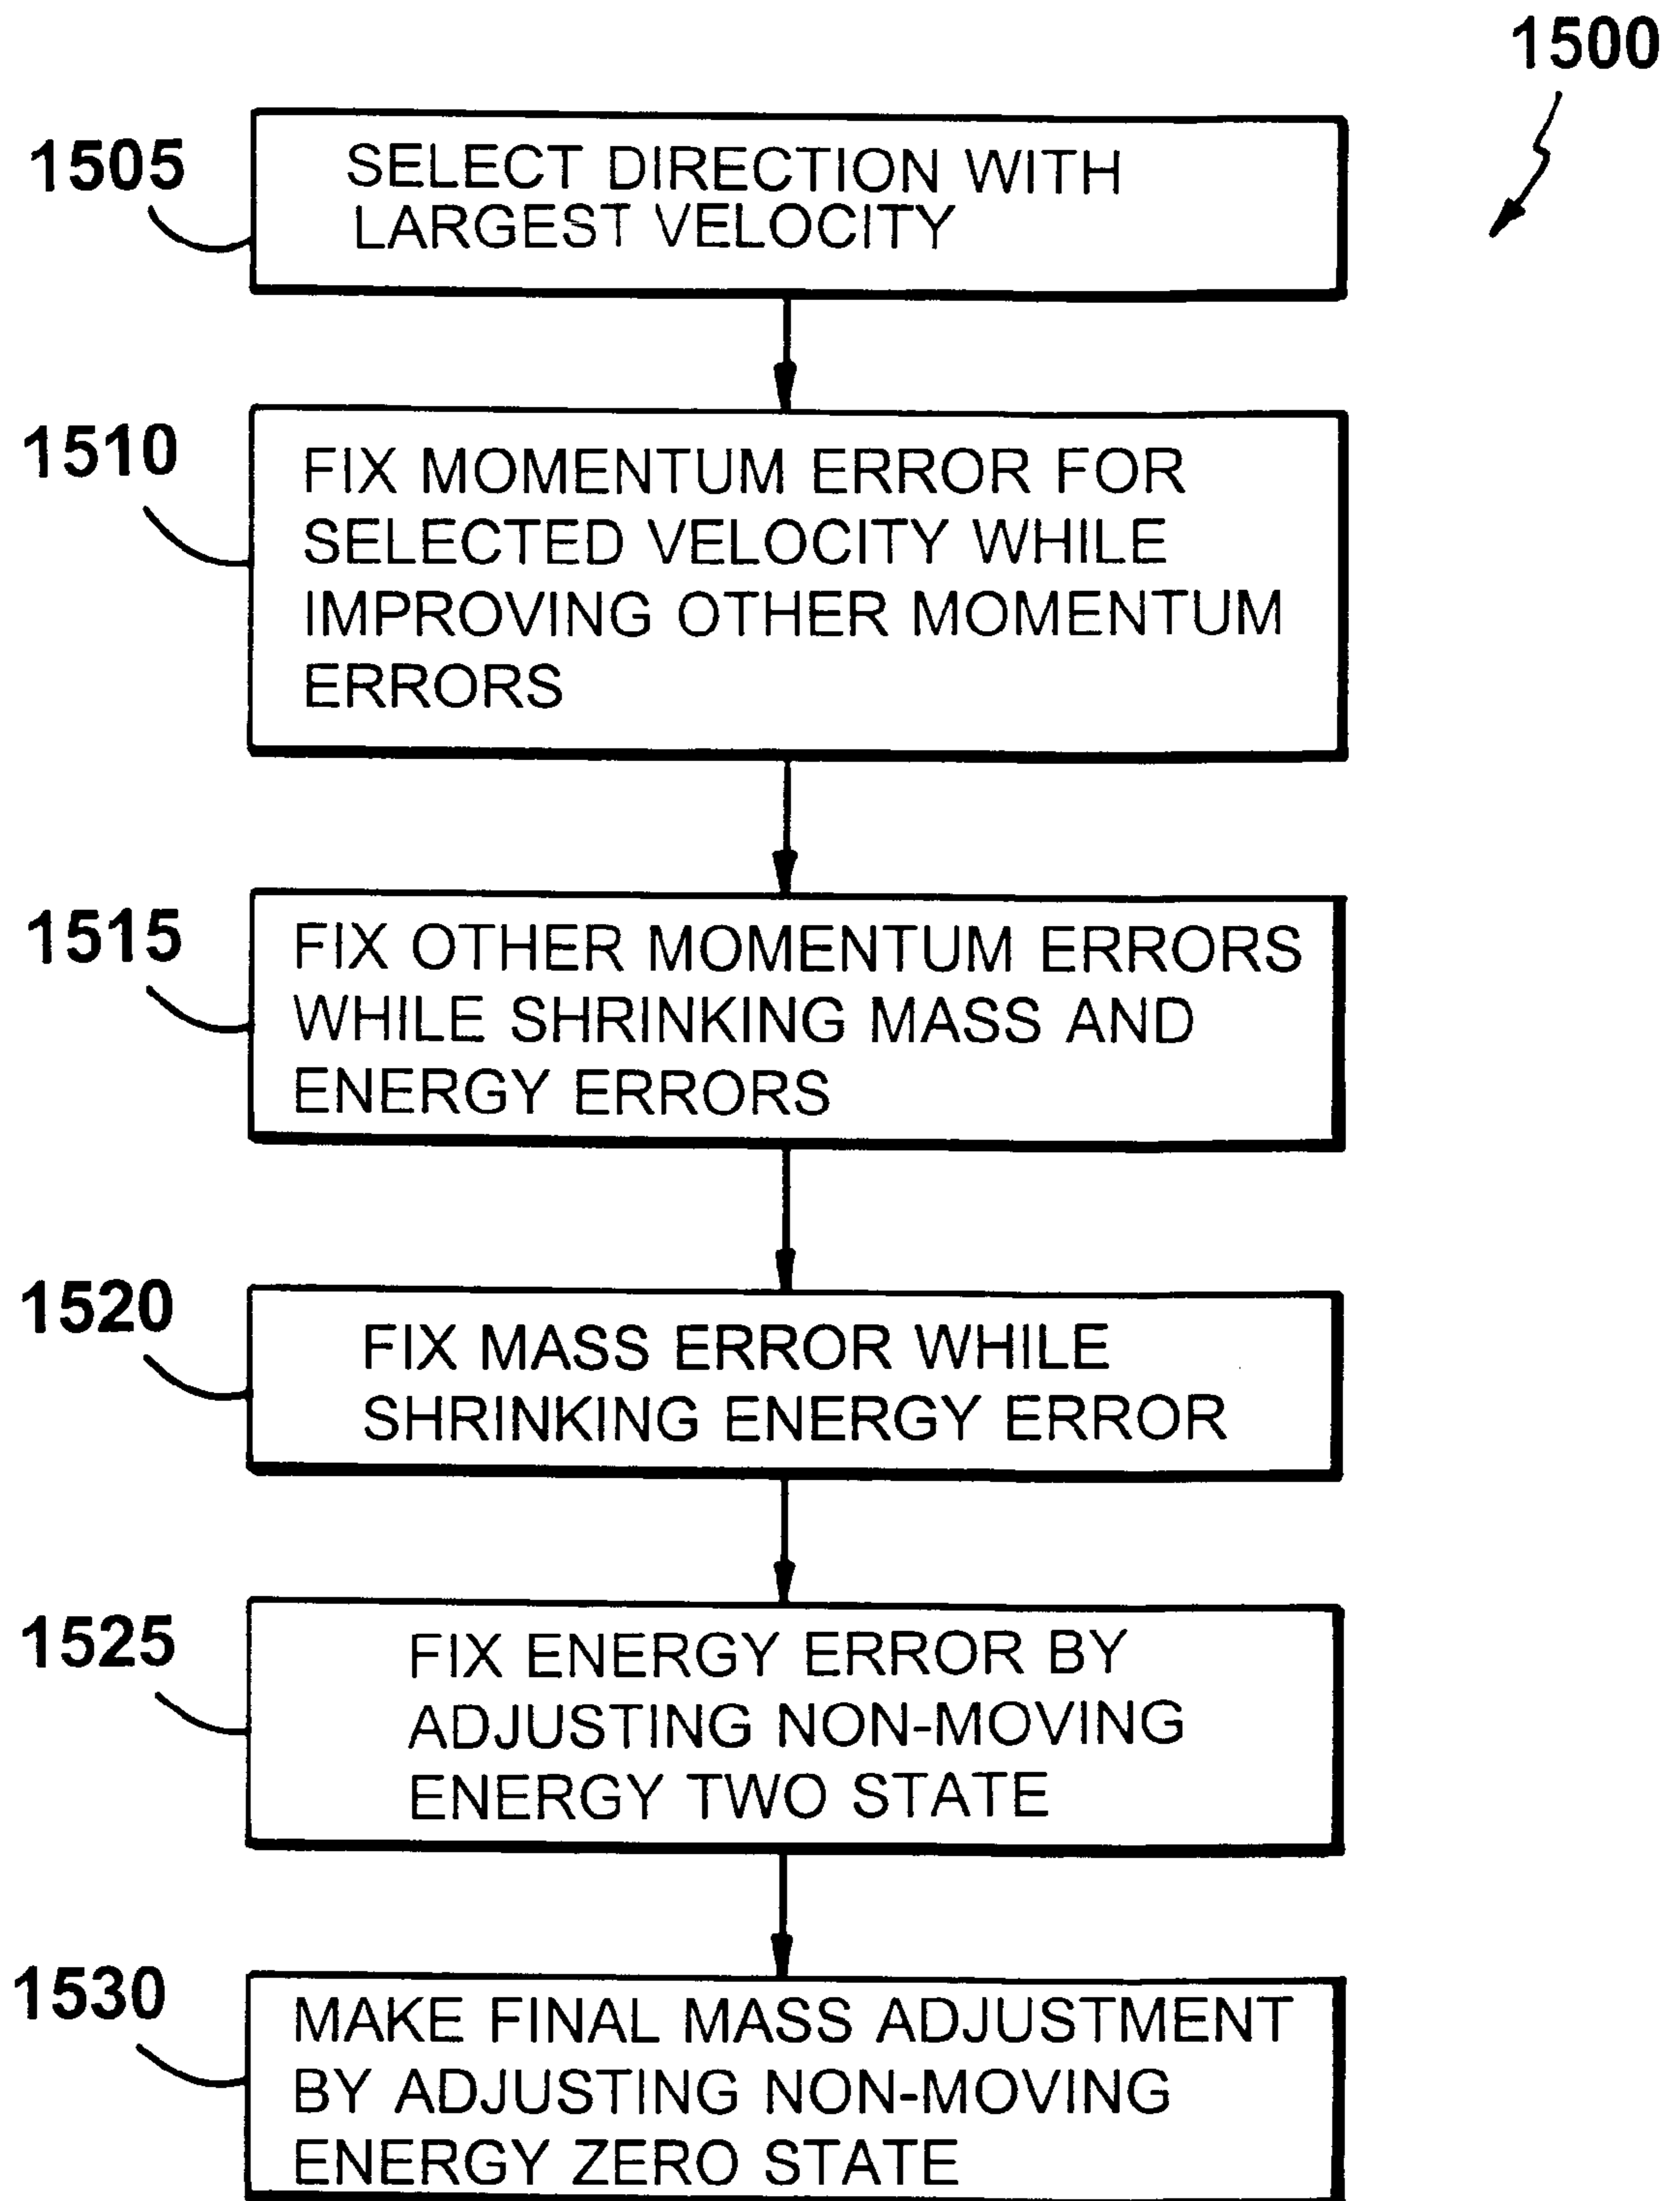 1500
1505
SELECT DIRECTION WITH
LARGEST VELOCITY
1510
FIX MOMENTUM ERROR FOR
SELECTED VELOCITY WHILE
IMPROVING OTHER MOMENTUM
ERRORS
1515
FIX OTHER MOMENTUM ERRORS
WHILE SHRINKING MASS AND
ENERGY ERRORS
1520
FIX MASS ERROR WHILE
SHRINKING ENERGY ERROR
1525
FIX ENERGY ERROR BY
ADJUSTING NON-MOVING
ENERGY TWO STATE
1530
MAKE FINAL MASS ADJUSTMENT
BY ADJUSTING NON-MOVING
ENERGY ZERO STATE